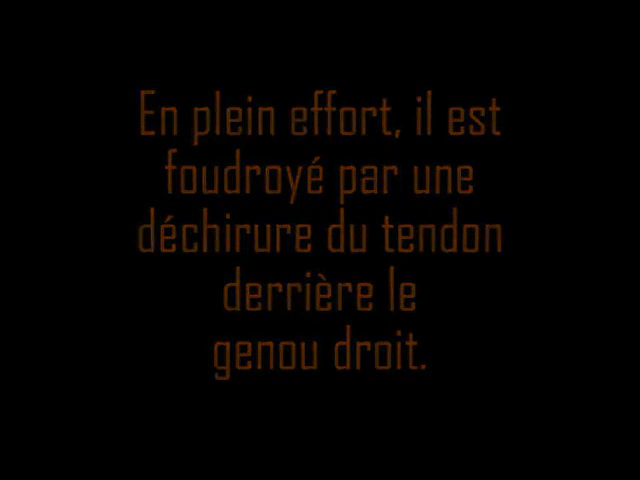 En plein effort, il est
foudroyé par une
déchirure du tendon
derrière le
genou droit.